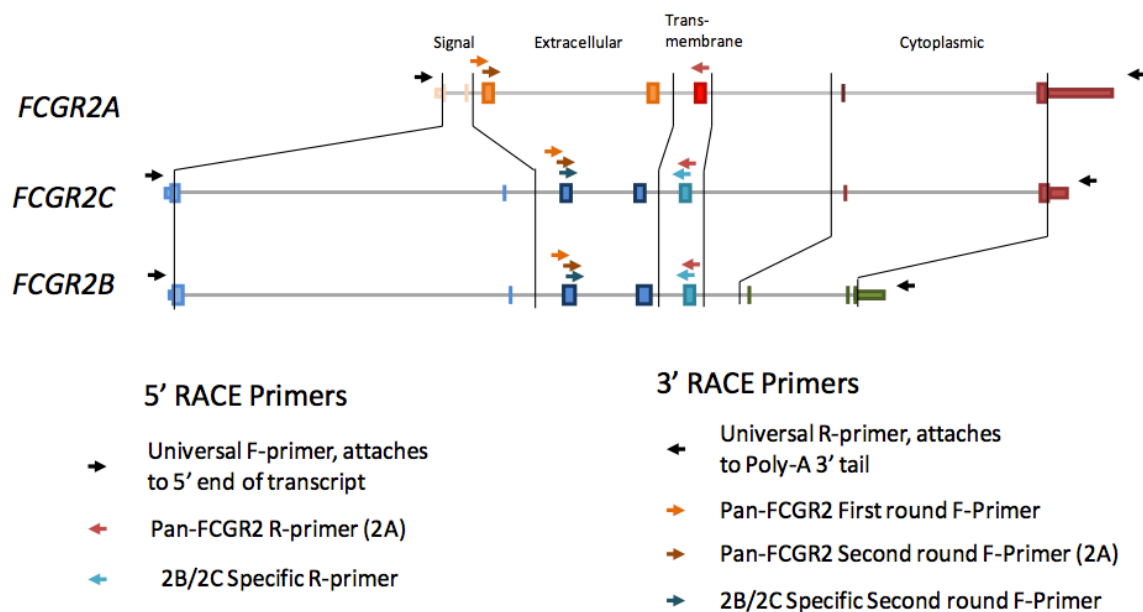 Trans-
membrane
Signal
Extracellular
Cytoplasmic
FCGR2A
FCGR2C
FCGR2B
5’ RACE Primers
Universal F-primer, attaches
to 5’ end of transcript
Pan-FCGR2 R-primer (2A)
2B/2C Specific R-primer
3’ RACE Primers
Universal R-primer, attaches
to Poly-A 3’ tail
Pan-FCGR2 First round F-Primer
Pan-FCGR2 Second round F-Primer (2A)
2B/2C Specific Second round F-Primer